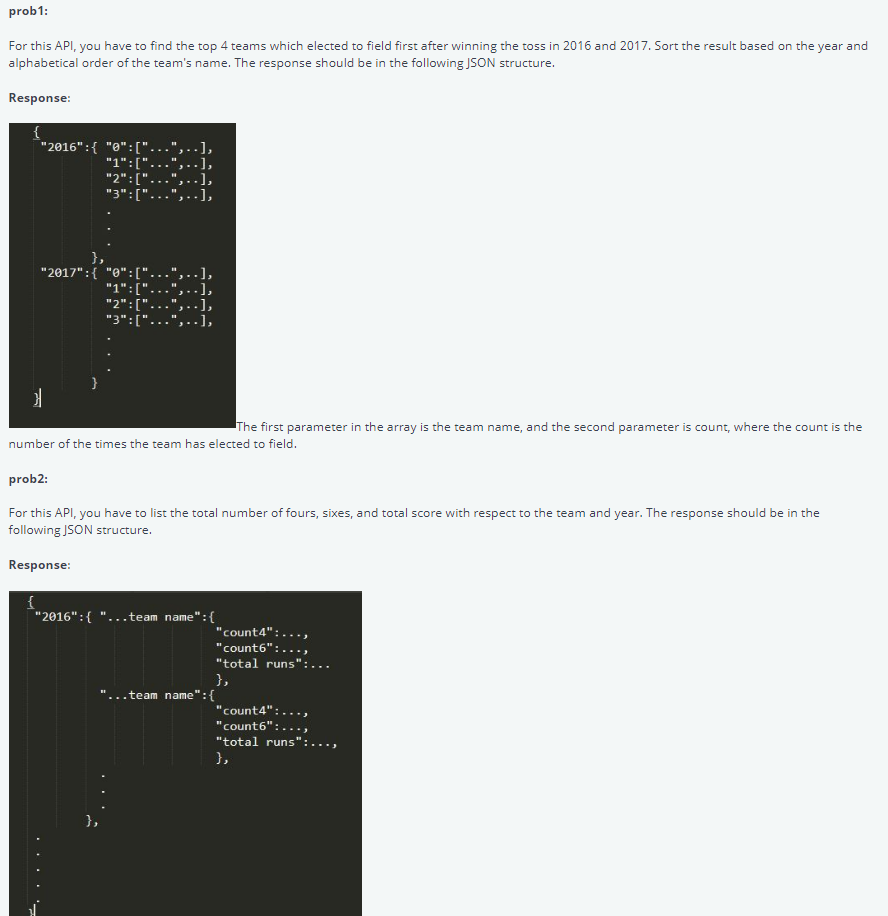 prob1:
For this API, you have to find the top 4 teams which elected to field first after winning the toss in 2016 and 2017. Sort the result based on the year and
alphabetical order of the team's name. The response should be in the following JSON structure.
Response:
{
"2016":{ "0":["...",..],
"1":["...",..],
"2":["...",..],
"3":["...",..],
.
.
.
},
"2017":{ "0":["...",..],
"1":["...",..],
"2":["...",..],
"3":["...",..],
.
.
.
}
}
The first parameter in the array is the team name, and the second parameter is count, where the count is the
number of the times the team has elected to field.
prob2:
For this API, you have to list the total number of fours, sixes, and total score with respect to the team and year. The response should be in the
following JSON structure.
Response:
{
"2016":{ "...team name":{
"count4":...,
"count6":...,
"total runs":...
},
"...team name":{
"count4":...,
"count6":...,
"total runs":...,
},
.
.
.
},
.
.
.
.
.
}